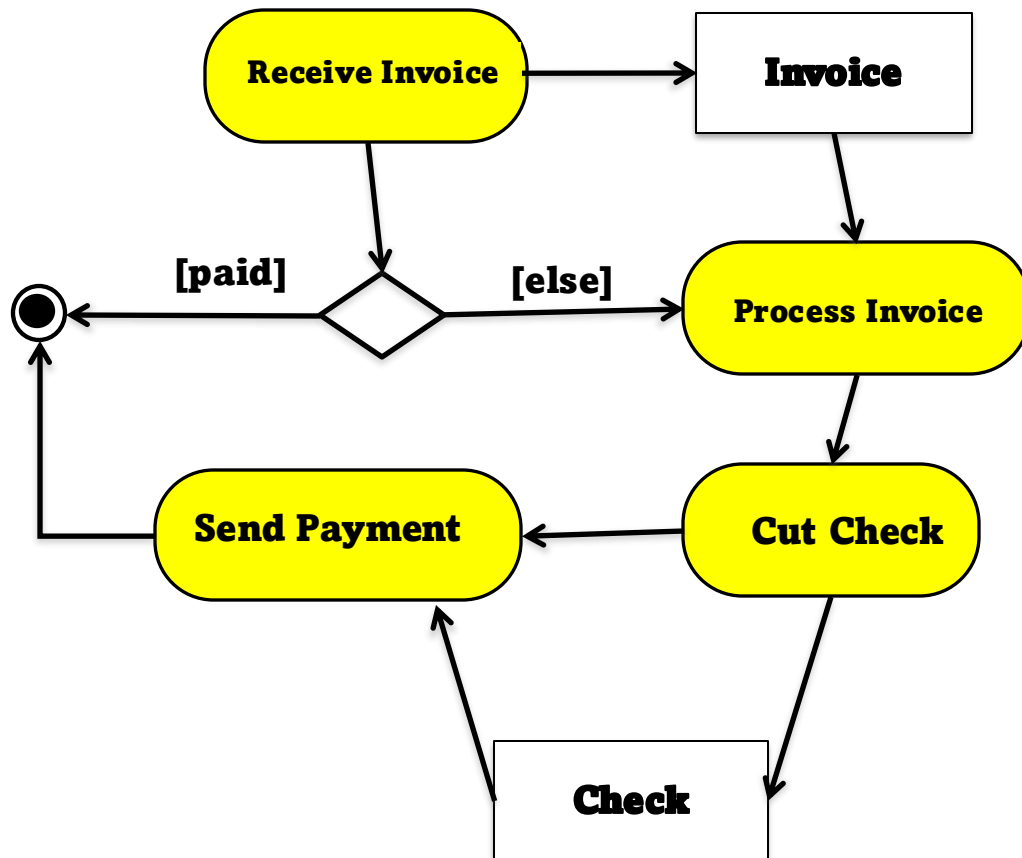 Receive Invoice
Invoice
[paid]
[else]
Process Invoice
Send Payment
Cut Check
Check